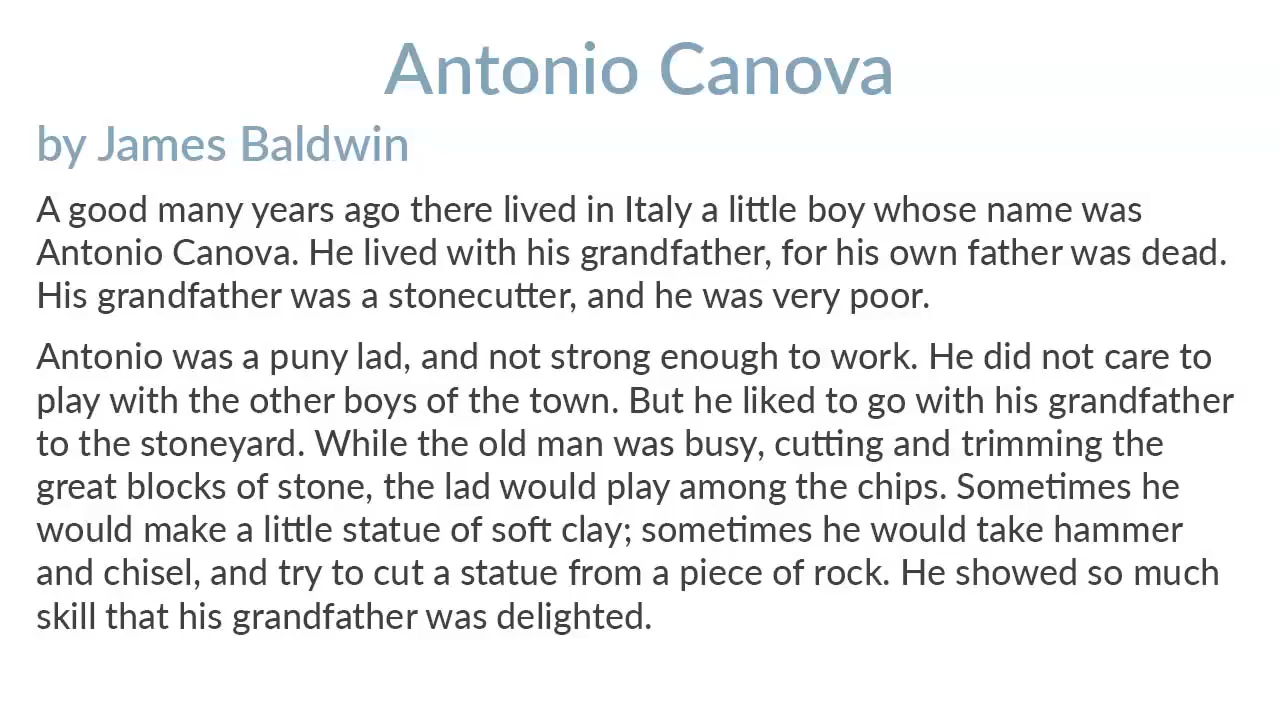 Antonio Canova
by James Baldwin
A good many years ago there lived in Italy a little boy whose name was
Antonio Canova. He lived with his grandfather, for his own father was dead.
His grandfather was a stonecutter, and he was very poor.
Antonio was a puny lad, and not strong enough to work. He did not care to
play with the other boys of the town. But he liked to go with his grandfather
to the stoneyard. While the old man was busy, cutting and trimming the
great blocks of stone, the lad would play among the chips. Sometimes he
would make a little statue of soft clay; sometimes he would take hammer
and chisel, and try to cut a statue from a piece of rock. He showed so much
skill that his grandfather was delighted.